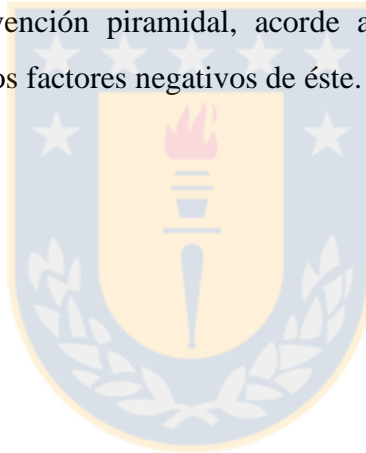 vención piramidal, acorde a
os factores negativos de éste.